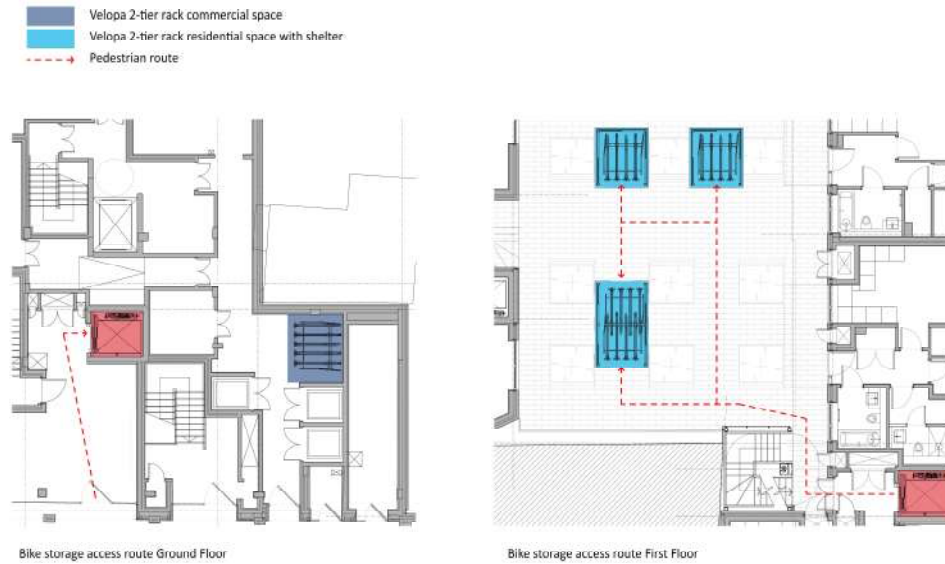 Velopa 2-tier rack commercial space
Velopa 2-tier rack residential space with shelter
Pedestrian route
Bike storage access route Ground Floor
Bike storage access route First Floor